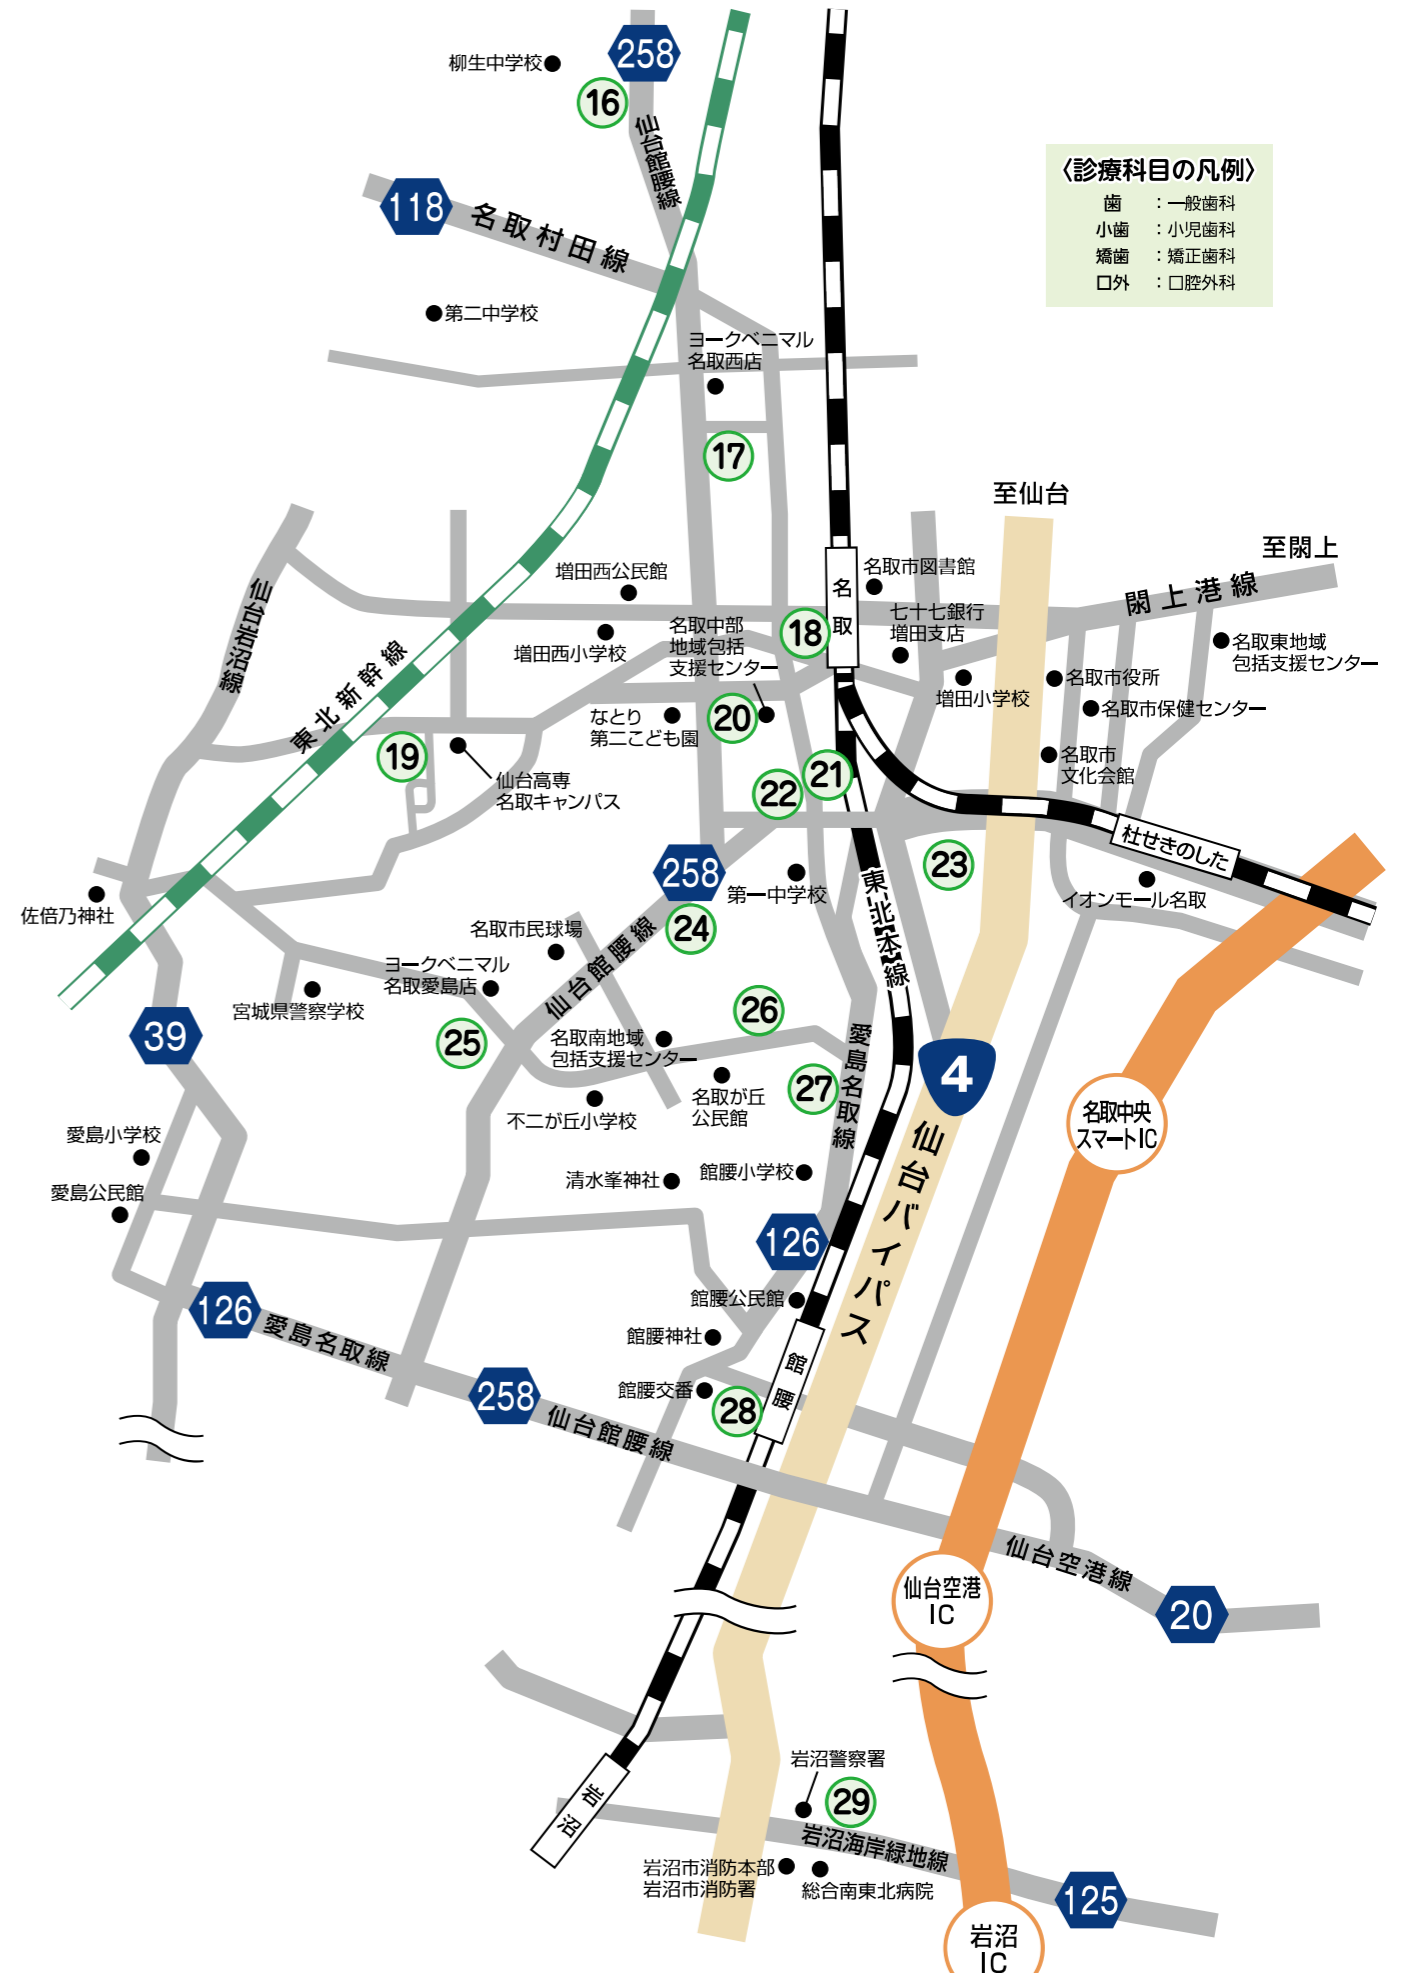 柳生中学校
258
16
仙台館腰線
118
名取村田線
〈診療科目の凡例〉
歯 ：一般歯科
小歯 ：小児歯科
矯歯 ：矯正歯科
口外 ：口腔外科
第二中学校
ヨークベニマル
名取西店
17
至仙台
至閖上
閖上港線
仙台岩沼線
増田西公民館
名取市図書館
名取
七十七銀行
増田支店
18
名取中部
地域包括
支援センター
増田西小学校
名取東地域
包括支援センター
東北新幹線
増田小学校
名取市役所
名取市保健センター
なとり
第二こども園
20
19
仙台高専
名取キャンパス
21
22
名取市
文化会館
杜せきのした
23
イオンモール名取
258
第一中学校
東北本線
佐倍乃神社
24
名取市民球場
仙台館腰線
ヨークベニマル
名取愛島店
宮城県警察学校
39
25
26
名取南地域
包括支援センター
愛島名取線
4
27
名取が丘
公民館
不二が丘小学校
名取中央
スマートIC
仙台バイパス
愛島小学校
愛島公民館
清水峯神社
館腰小学校
126
館腰公民館
126
愛島名取線
館腰神社
館腰
館腰交番
28
258
仙台館腰線
仙台空港線
仙台空港
IC
20
岩沼警察署
29
岩沼
岩沼海岸緑地線
岩沼市消防本部
岩沼市消防署
総合南東北病院
125
岩沼
IC